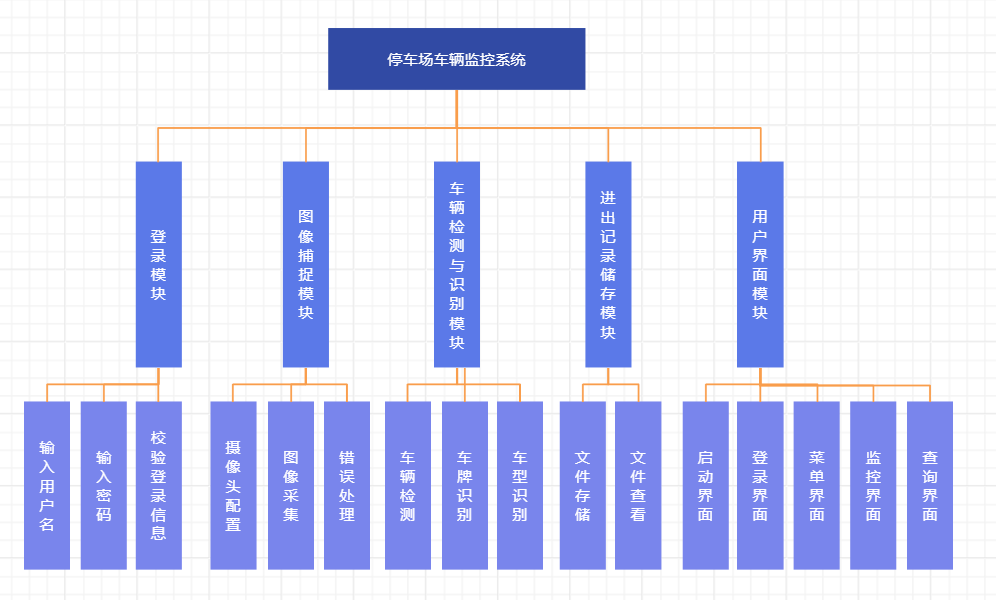 停车场车辆监控系统
登录模块
图像捕捉模块
车辆检测与识别模块
进出记录储存模块
用户界面模块
输入用户名
输入密码
校验登录信息
摄像头配置
图像采集
错误处理
车辆检测
车牌识别
车型识别
文件存储
文件查看
启动界面
登录界面
菜单界面
监控界面
查询界面